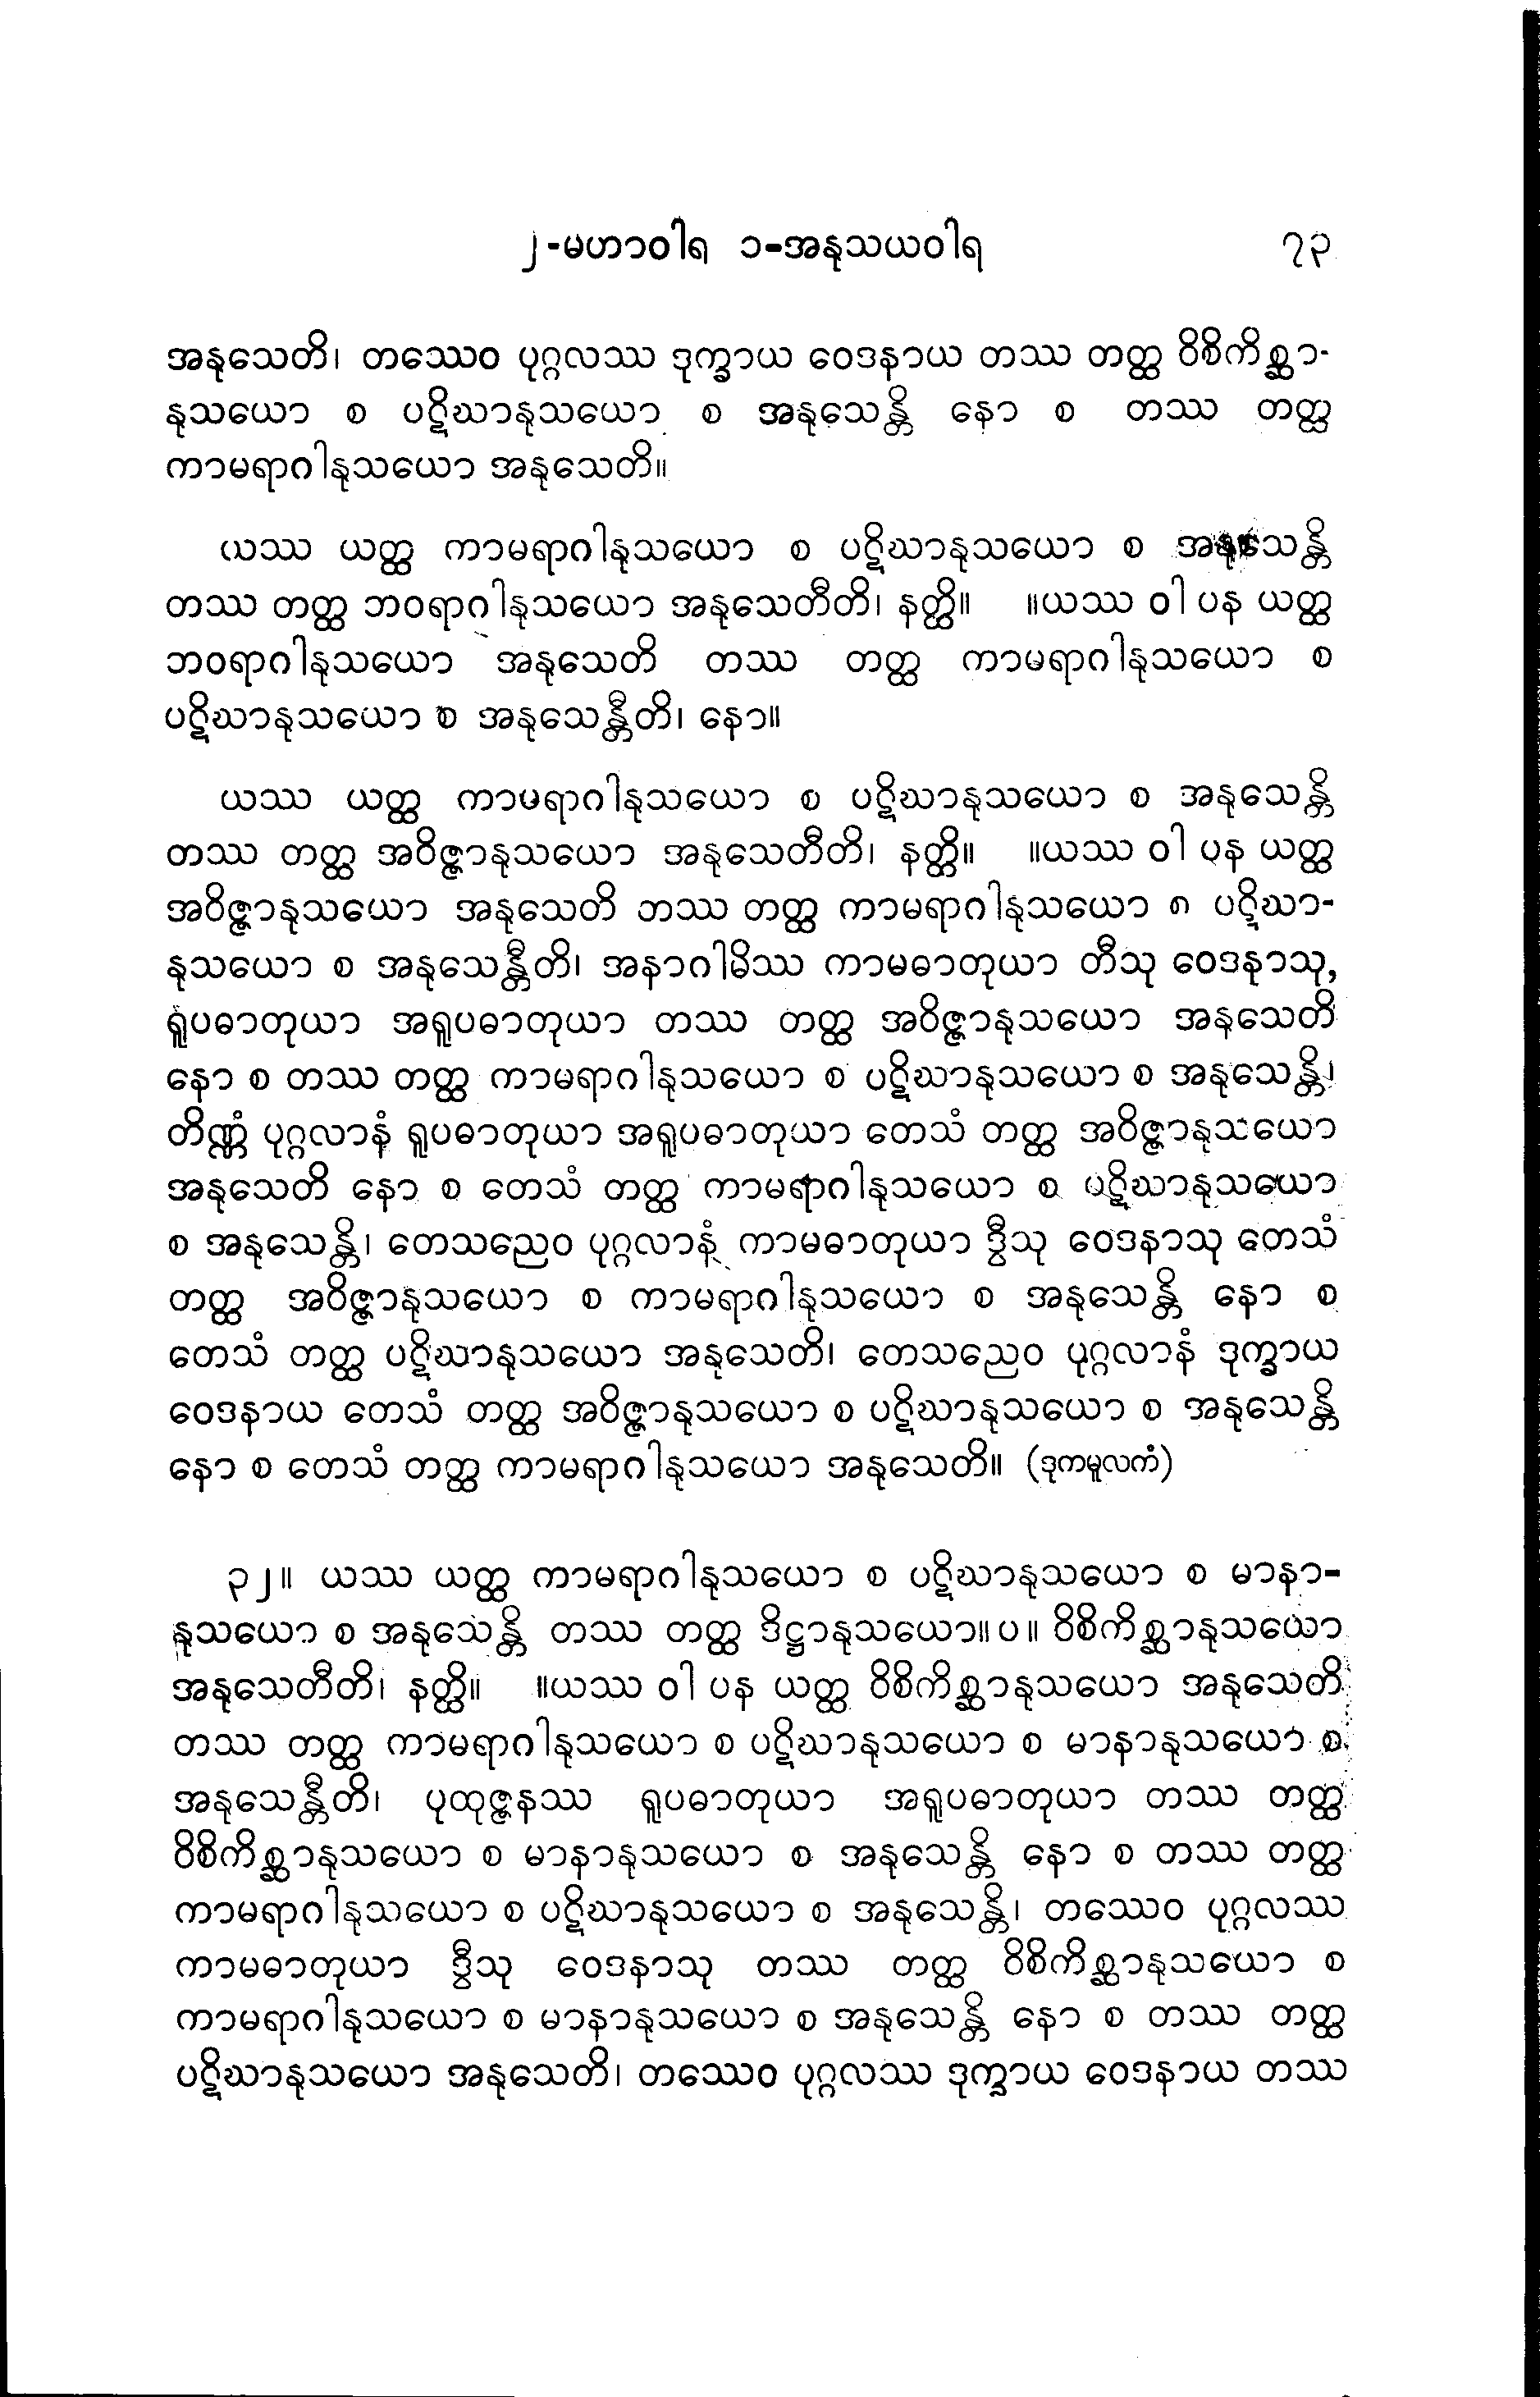 ၂-မဟာဝါရ ၁-အနုသယဝါရ ၇၃
အနုသေတိ၊ တဿေဝ ပုဂ္ဂလဿ ဒုက္ခာယ ဝေဒနာယ တဿ တတ္ထ ဝိစိကိစ္ဆာ-
နုသယော စ ပဋိဃာနုသယော စ အနုသေန္တိ နော စ တဿ တတ္ထ
ကာမရာဂါနုသယော အနုသေတိ။
ယဿ ယတ္ထ ကာမရာဂါနုသယော စ ပဋိဃာနုသယော စ အနုသေန္တိ
တဿ တတ္ထ ဘဝရာဂါနုသယော အနုသေတီတိ၊ နတ္ထိ။ ။ယဿ ဝါ ပန ယတ္ထ
ဘဝရာဂါနုသယော အနုသေတိ တဿ တတ္ထ ကာမရာဂါနုသယော စ
ပဋိဃာနုသယော စ အနုသေန္တီတိ၊ နော။
ယဿ ယတ္ထ ကာမရာဂါနုသယော စ ပဋိဃာနုသယော စ အနုသေန္တိ
တဿ တတ္ထ အဝိဇ္ဇာနုသယော အနုသေတီတိ၊ နတ္ထိ။ ။ယဿ ဝါ ပန ယတ္ထ
အဝိဇ္ဇာနုသယော အနုသေတိ တဿ တတ္ထ ကာမရာဂါနုသယော စ ပဋိဃာ-
နုသယော စ အနုသေန္တီတိ၊ အနာဂါမိဿ ကာမဓာတုယာ တီသု ဝေဒနာသု,
ရူပဓာတုယာ အရူပဓာတုယာ တဿ တတ္ထ အဝိဇ္ဇာနုသယော အနုသေတိ
နော စ တဿ တတ္ထ ကာမရာဂါနုသယော စ ပဋိဃာနုသယော စ အနုသေန္တိ၊
တိဏ္ဏံ ပုဂ္ဂလာနံ ရူပဓာတုယာ အရူပဓာတုယာ တေသံ တတ္ထ အဝိဇ္ဇာနုသယော
အနုသေတိ နော စ တေသံ တတ္ထ ကာမရာဂါနုသယော စ ပဋိဃာနုသယော
စ အနုသေန္တိ၊ တေသညေဝ ပုဂ္ဂလာနံ ကာမဓာတုယာ ဒွီသု ဝေဒနာသု တေသံ
တတ္ထ အဝိဇ္ဇာနုသယော စ ကာမရာဂါနုသယော စ အနုသေန္တိ နော စ
တေသံ တတ္ထ ပဋိဃာနုသယော အနုသေတိ၊ တေသညေဝ ပုဂ္ဂလာနံ ဒုက္ခာယ
ဝေဒနာယ တေသံ တတ္ထ အဝိဇ္ဇာနုသယော စ ပဋိဃာနုသယော စ အနုသေန္တိ
နော စ တေသံ တတ္ထ ကာမရာဂါနုသယော အနုသေတိ။ (ဒုကမူလကံ)
၃၂။ ယဿ ယတ္ထ ကာမရာဂါနုသယော စ ပဋိဃာနုသယော စ မာနာ-
နုသယော စ အနုသေန္တိ တဿ တတ္ထ ဒိဋ္ဌာနုသယော။ပ။ ဝိစိကိစ္ဆာနုသယော
အနုသေတီတိ၊ နတ္ထိ။ ။ယဿ ဝါ ပန ယတ္ထ ဝိစိကိစ္ဆာနုသယော အနုသေတိ
တဿ တတ္ထ ကာမရာဂါနုသယော စ ပဋိဃာနုသယော စ မာနာနုသယော စ
အနုသေန္တီတိ၊ ပုထုဇ္ဇနဿ ရူပဓာတုယာ အရူပဓာတုယာ တဿ တတ္ထ
ဝိစိကိစ္ဆာနုသယော စ မာနာနုသယော စ အနုသေန္တိ နော စ တဿ တတ္ထ
ကာမရာဂါနုသယော စ ပဋိဃာနုသယော စ အနုသေန္တိ၊ တဿေဝ ပုဂ္ဂလဿ
ကာမဓာတုယာ ဒွီသု ဝေဒနာသု တဿ တတ္ထ ဝိစိကိစ္ဆာနုသယော စ
ကာမရာဂါနုသယော စ မာနာနုသယော စ အနုသေန္တိ နော စ တဿ တတ္ထ
ပဋိဃာနုသယော အနုသေတိ၊ တဿေဝ ပုဂ္ဂလဿ ဒုက္ခာယ ဝေဒနာယ တဿ